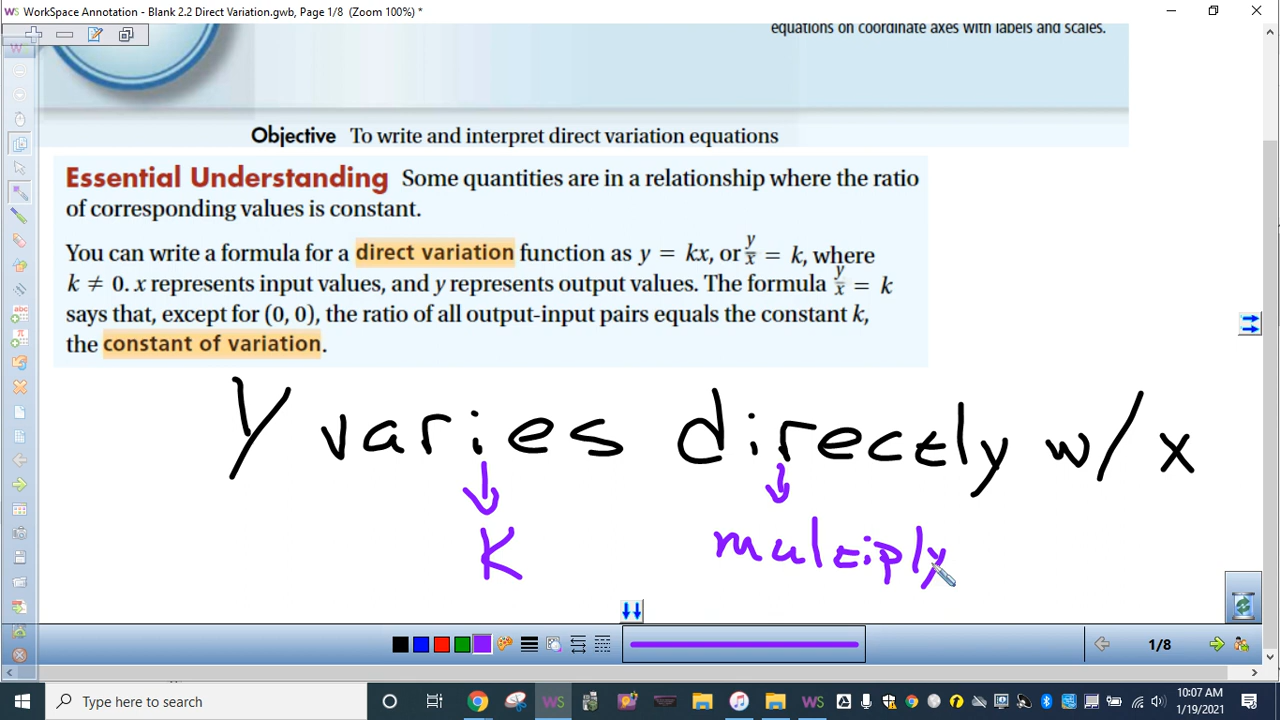 WorkSpace Annotation - Blank 2.2 Direct Variation.gwb, Page 1/8 (Zoom 100%) *
equations on coordinate axes with labels and scales.
Objective To write and interpret direct variation equations
Essential Understanding Some quantities are in a relationship where the ratio
of corresponding values is constant.
You can write a formula for a direct variation function as y = kx, or y/x = k, where
k ≠ 0. x represents input values, and y represents output values. The formula y/x = k
says that, except for (0, 0), the ratio of all output-input pairs equals the constant k,
the constant of variation.
Y varies directly w/ x
K multiply
1/8
Type here to search
10:07 AM
1/19/2021